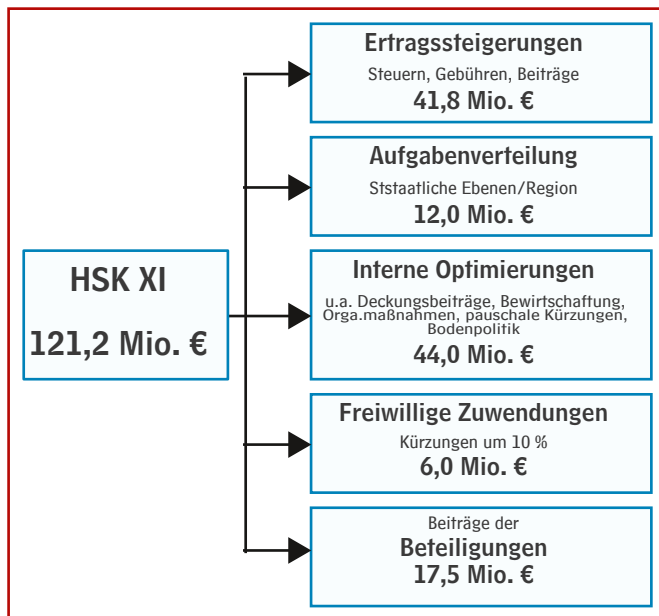 HSK XI
121,2 Mio. €
Ertragssteigerungen
Steuern, Gebühren, Beiträge
41,8 Mio. €
Aufgabenverteilung
Ststaatliche Ebenen/Region
12,0 Mio. €
Interne Optimierungen
u.a. Deckungsbeiträge, Bewirtschaftung,
Orga.maßnahmen, pauschale Kürzungen,
Bodenpolitik
44,0 Mio. €
Freiwillige Zuwendungen
Kürzungen um 10 %
6,0 Mio. €
Beiträge der
Beteiligungen
17,5 Mio. €